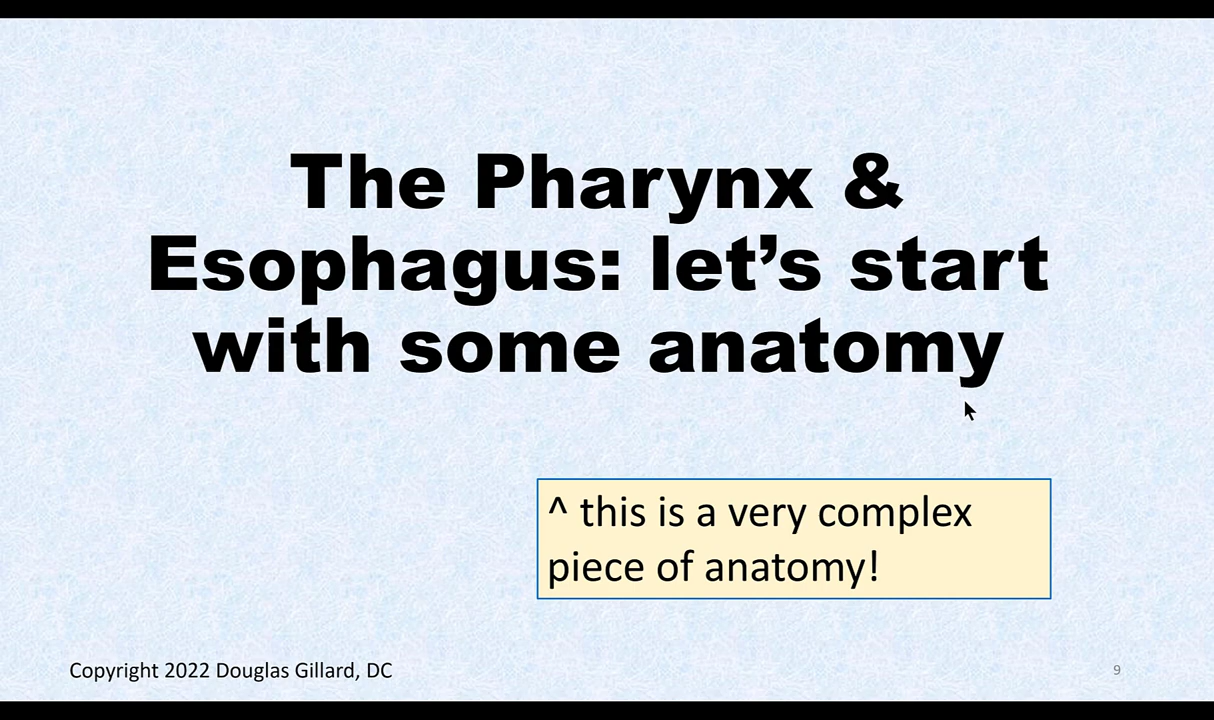 The Pharynx &
Esophagus: let’s start
with some anatomy
^ this is a very complex
piece of anatomy!
Copyright 2022 Douglas Gillard, DC
9